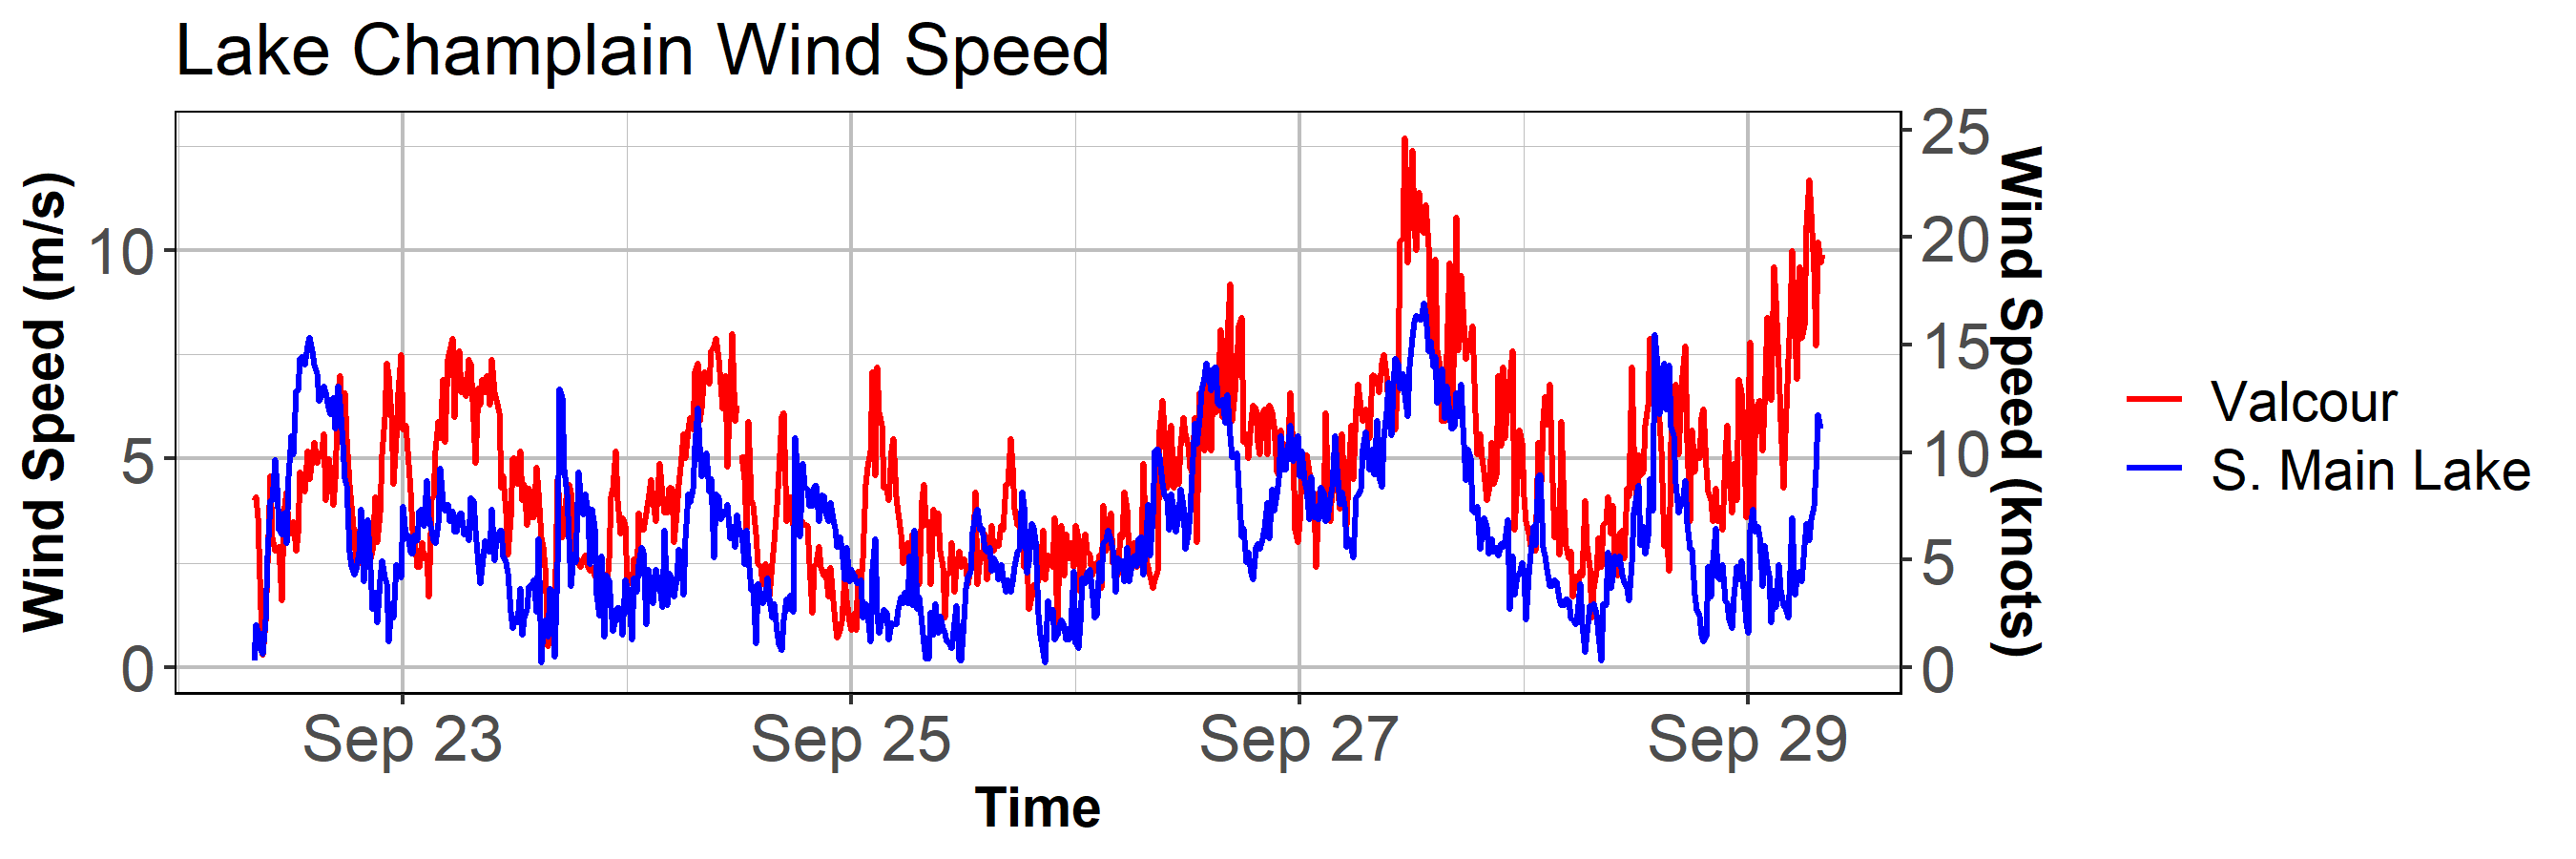 Lake Champlain Wind Speed
Wind Speed (m/s)
10
5
0
25
20
15
10
5
0
Wind Speed (knots)
Sep 23
Sep 25
Sep 27
Sep 29
Time
Valcour
S. Main Lake